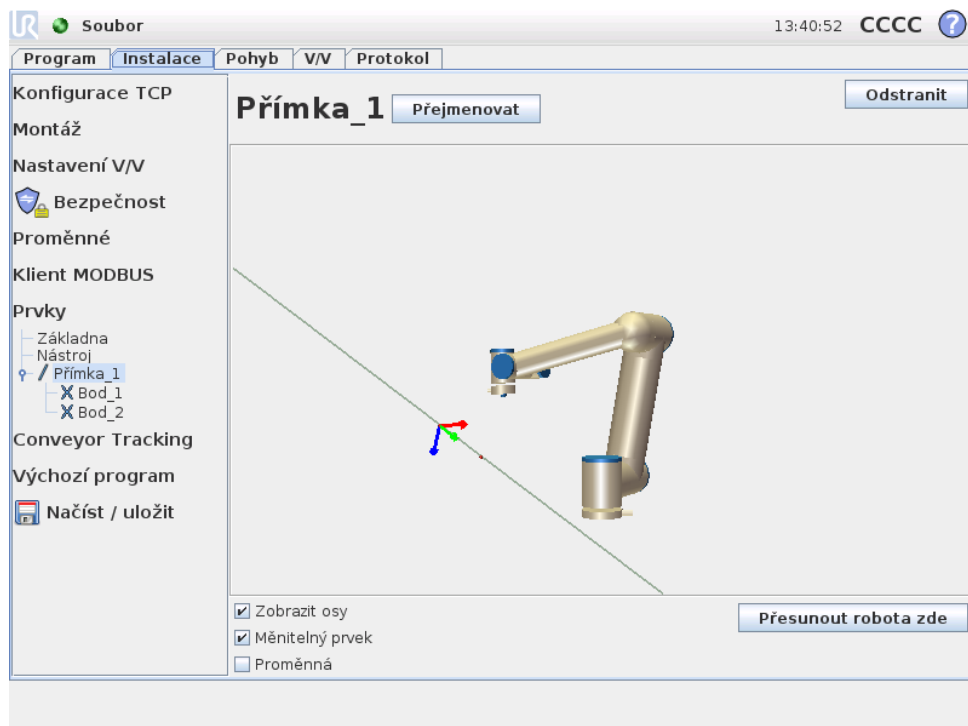 UR Soubor 13:40:52 CCCC ?
Program Instalace Pohyb V/V Protokol
Konfigurace TCP
Montáž
Nastavení V/V
Bezpečnost
Proměnné
Klient MODBUS
Prvky
Základna
Nástroj
Přímka_1
Bod_1
Bod_2
Conveyor Tracking
Výchozí program
Načíst / uložit
Přímka_1 Přejmenovat Odstranit
Zobrazit osy
Měnitelný prvek
Proměnná
Přesunout robota zde